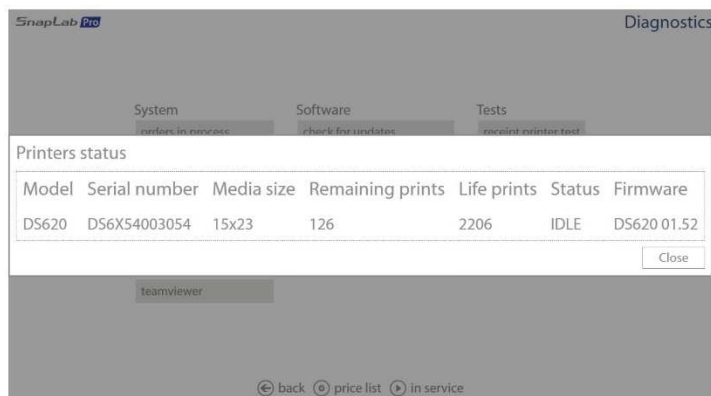 SnapLab Pro
Diagnostics
System Software Tests
orders in process check for updates receipt printer test
Printers status
Model Serial number Media size Remaining prints Life prints Status Firmware
DS620 DS6X54003054 15x23 126 2206 IDLE DS620 01.52
Close
teamviewer
back price list in service